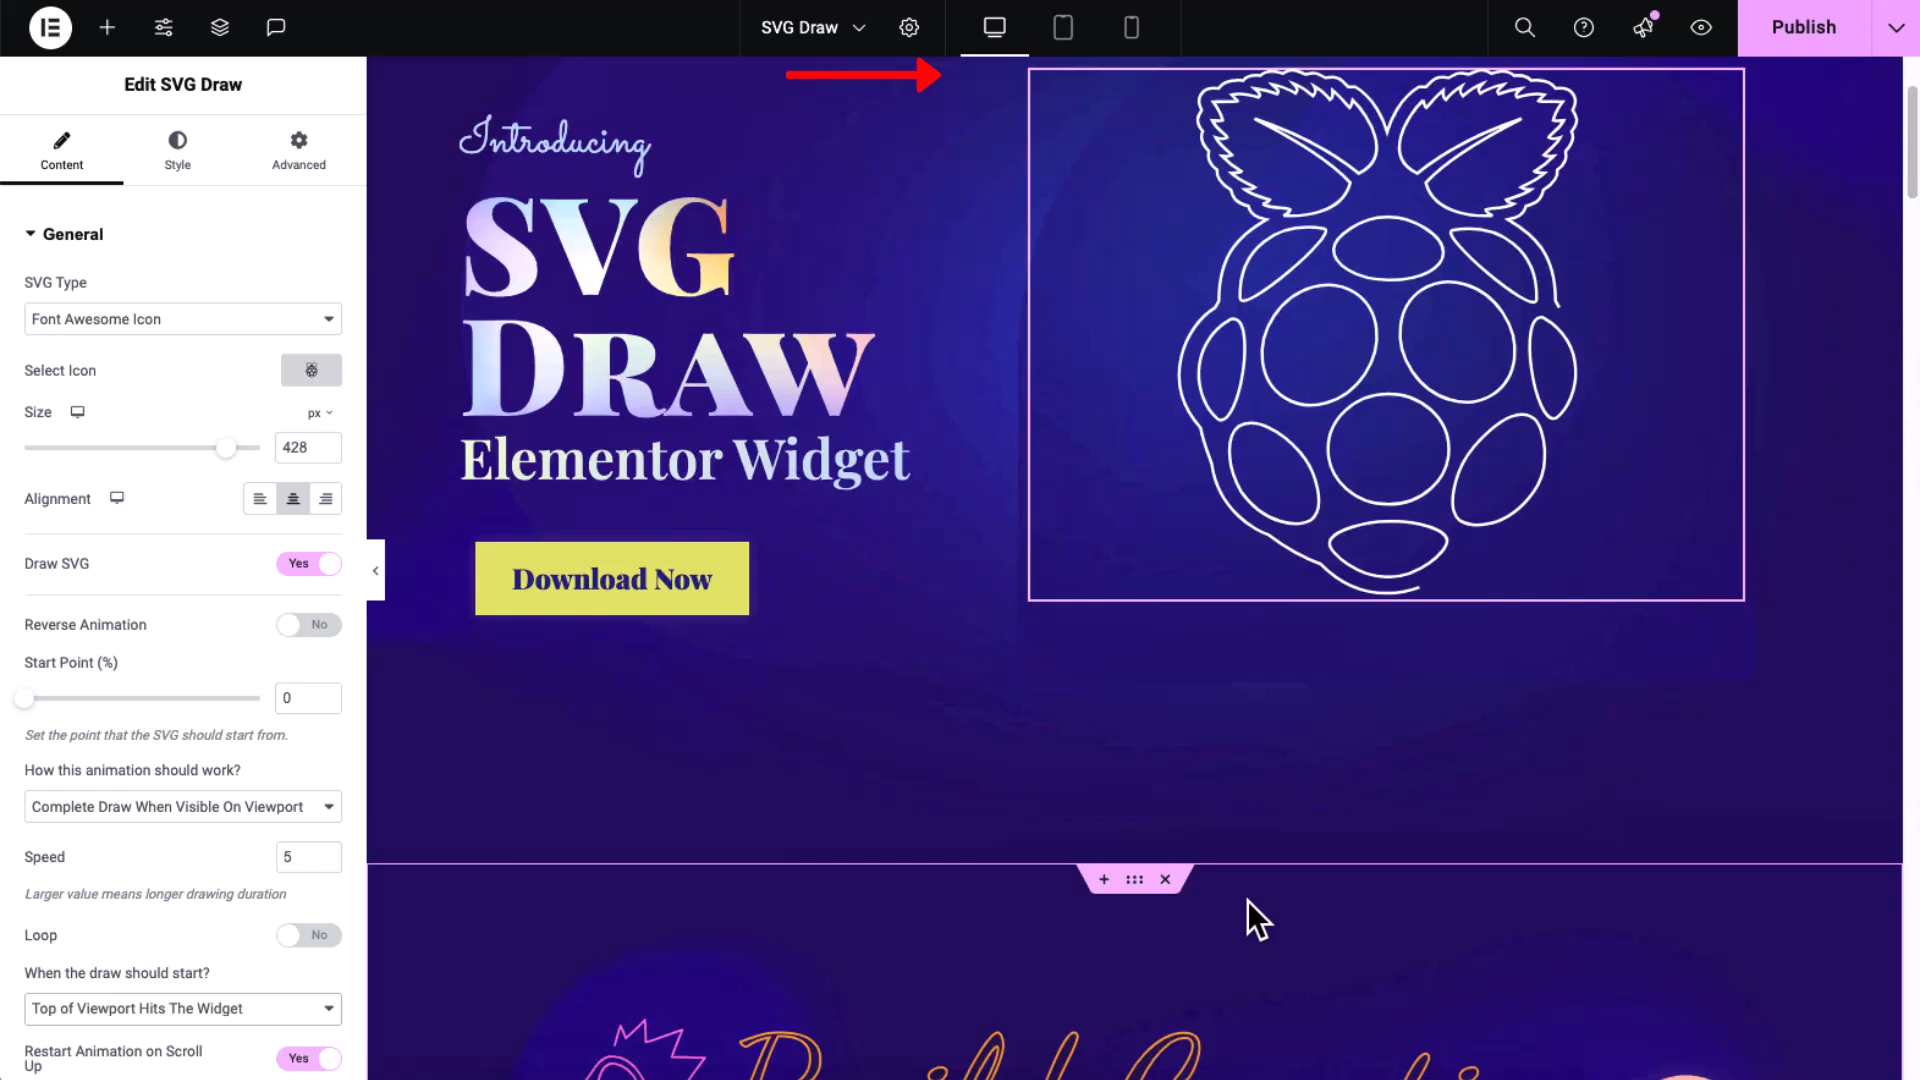 SVG Draw
Publish
Edit SVG Draw
Content
Style
Advanced
General
SVG Type
Font Awesome Icon
Select Icon
Size
px
428
Alignment
Draw SVG
Yes
Reverse Animation
No
Start Point (%)
0
Set the point that the SVG should start from.
How this animation should work?
Complete Draw When Visible On Viewport
Speed
5
Larger value means longer drawing duration
Loop
No
When the draw should start?
Top of Viewport Hits The Widget
Restart Animation on Scroll
Up
Yes
Introducing
SVG
DRAW
Elementor Widget
Download Now